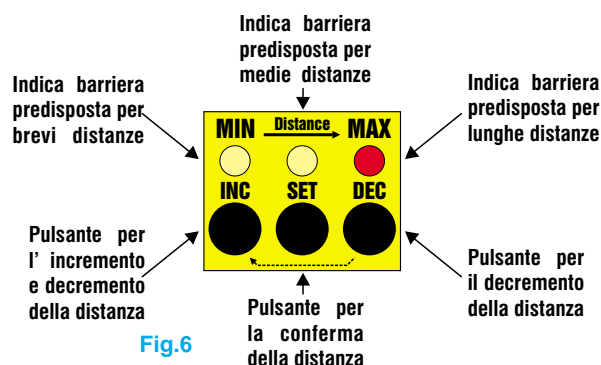 Indica barriera
predisposta per
medie distanze
Indica barriera
predisposta per
brevi distanze
Indica barriera
predisposta per
lunghe distanze
MIN Distance MAX
INC SET DEC
Pulsante per
l' incremento
e decremento
della distanza
Pulsante per
il decremento
della distanza
Pulsante per
la conferma
della distanza
Fig.6